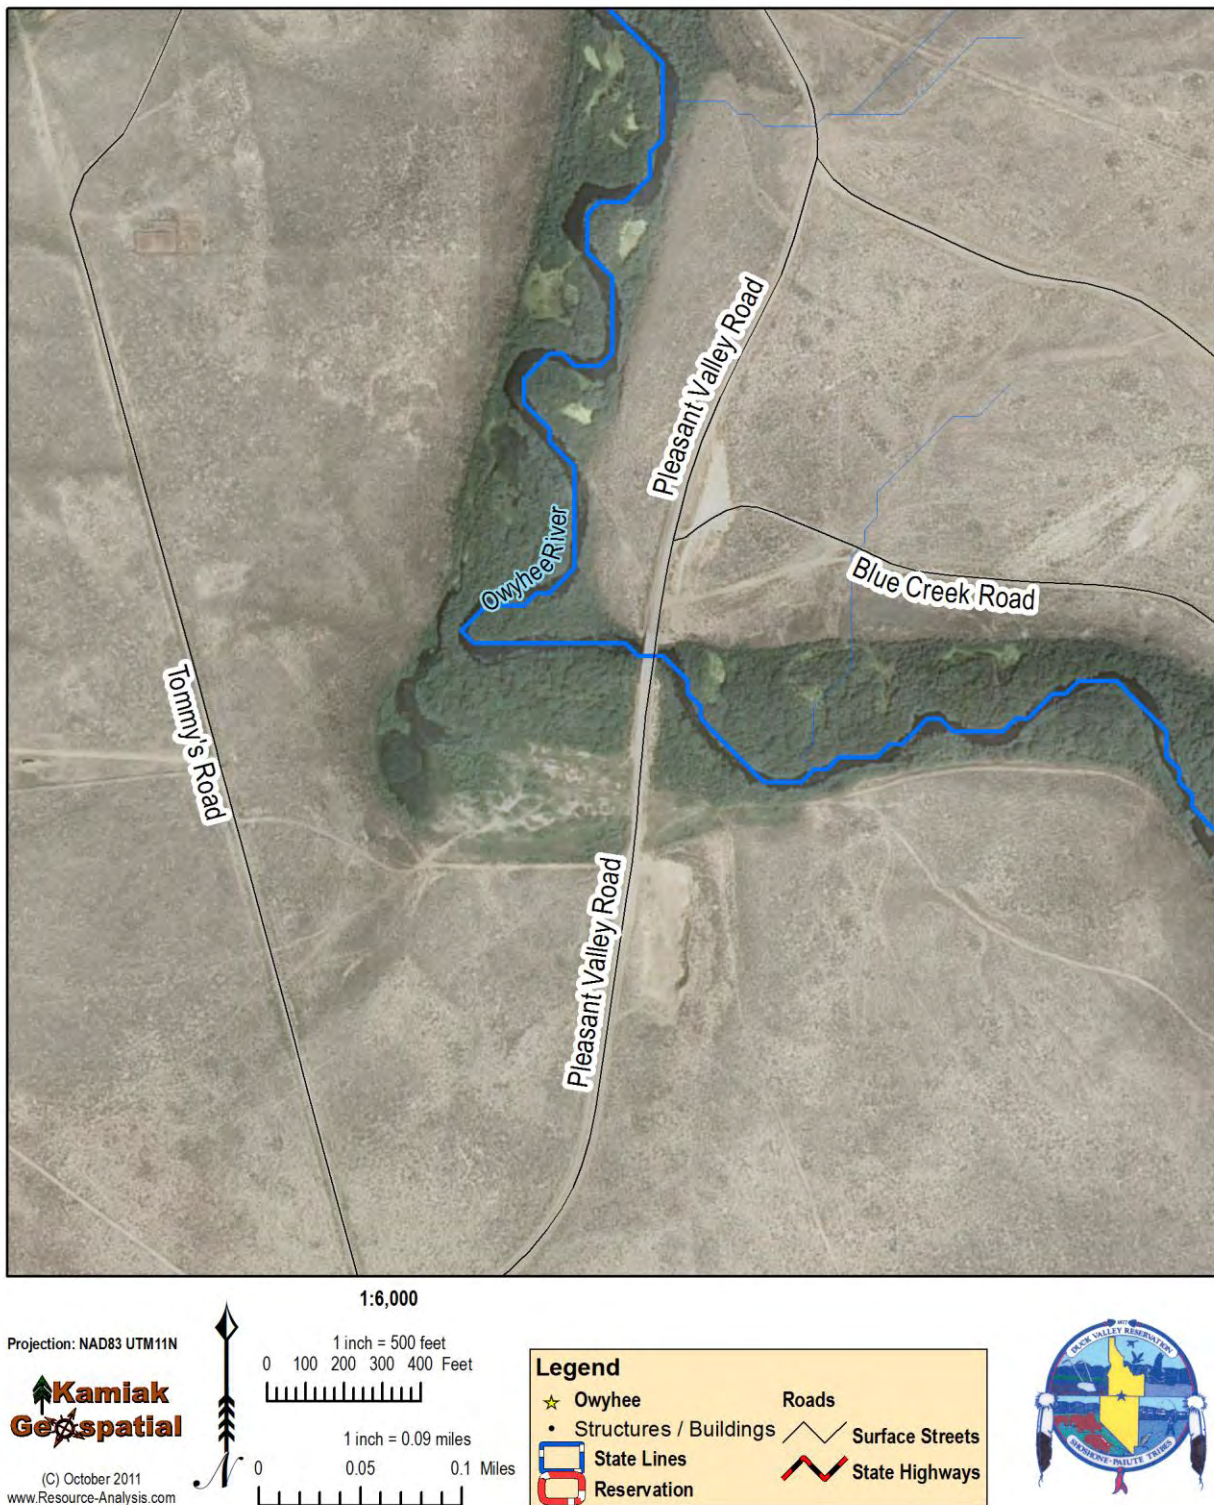 Pleasant Valley Road
OwyheeRiver
Blue Creek Road
Tommy's Road
Pleasant Valley Road
1:6,000
Projection: NAD83 UTM11N
1 inch = 500 feet
0 100 200 300 400 Feet
Kamiak
Geospatial
1 inch = 0.09 miles
0 0.05 0.1 Miles
N
(C) October 2011
www.Resource-Analysis.com
Legend
Owyhee
Structures / Buildings
State Lines
Reservation
Roads
Surface Streets
State Highways
DUCK VALLEY RESERVATION
SHOSHONE-PAIUTE TRIBES